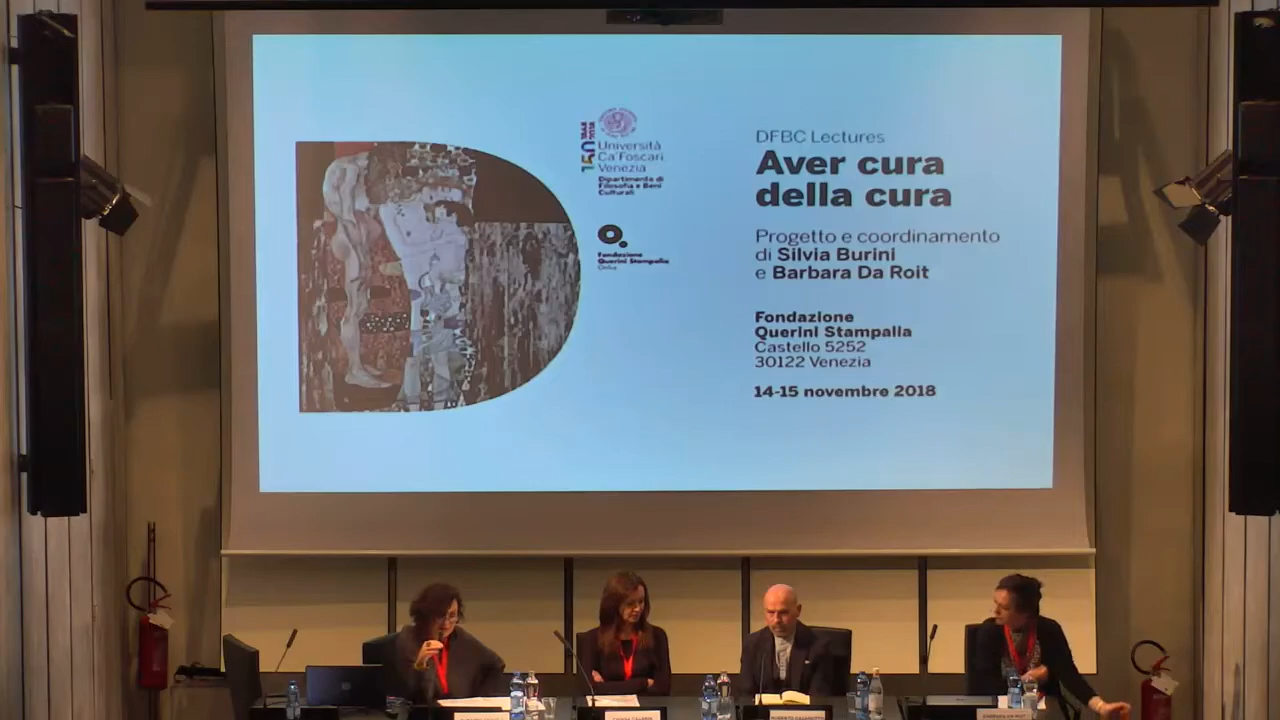 Università
Ca'Foscari
Venezia
Dipartimento di
Filosofia e Beni
Culturali
Fondazione
Querini Stampalia
Onlus
DFBC Lectures
Aver cura
della cura
Progetto e coordinamento
di Silvia Burini
e Barbara Da Roit
Fondazione
Querini Stampalia
Castello 5252
30122 Venezia
14-15 novembre 2018